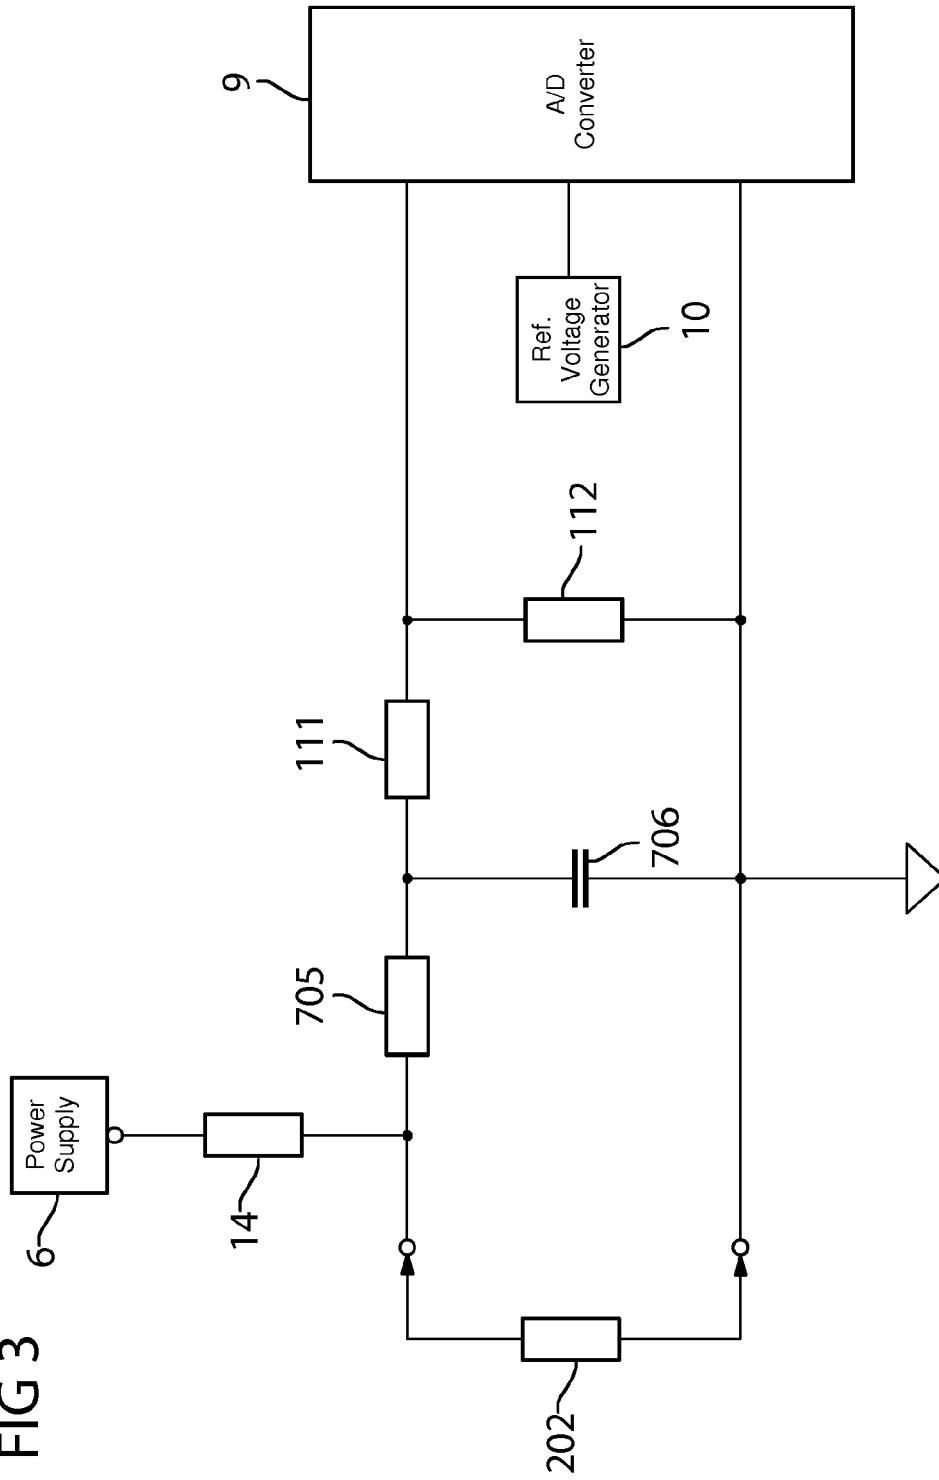 FIG 3
6
Power
Supply
14
705
111
9
A/D
Converter
Ref.
Voltage
Generator
10
112
706
202